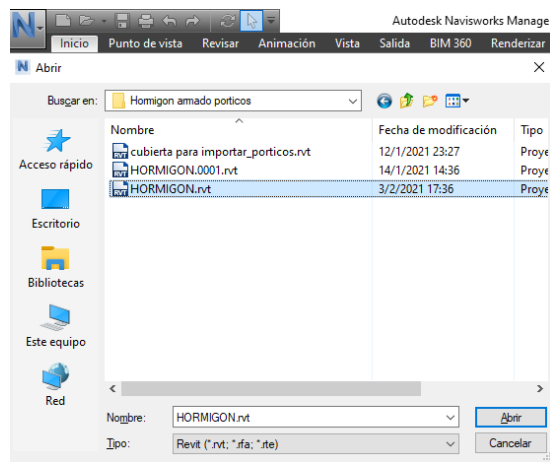 Autodesk Navisworks Manage
Inicio Punto de vista Revisar Animación Vista Salida BIM 360 Renderizar
Abrir
Buscar en: Hormigon armado porticos
Nombre Fecha de modificación Tipo
cubierta para importar_porticos.rvt 12/1/2021 23:27 Proye
HORMIGON.0001.rvt 14/1/2021 14:36 Proye
HORMIGON.rvt 3/2/2021 17:36 Proye
Acceso rápido
Escritorio
Bibliotecas
Este equipo
Red
Nombre: HORMIGON.rvt Abrir
Tipo: Revit (*.rvt; *.rfa; *.rte) Cancelar